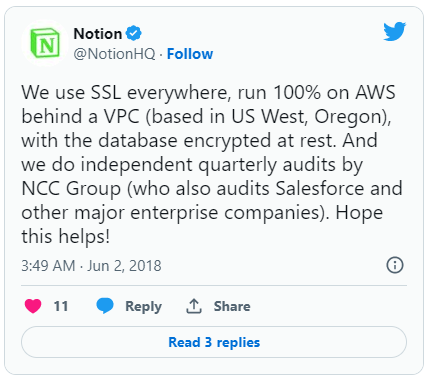 Notion
@NotionHQ · Follow
We use SSL everywhere, run 100% on AWS
behind a VPC (based in US West, Oregon),
with the database encrypted at rest. And
we do independent quarterly audits by
NCC Group (who also audits Salesforce and
other major enterprise companies). Hope
this helps!
3:49 AM · Jun 2, 2018
11 Reply Share
Read 3 replies